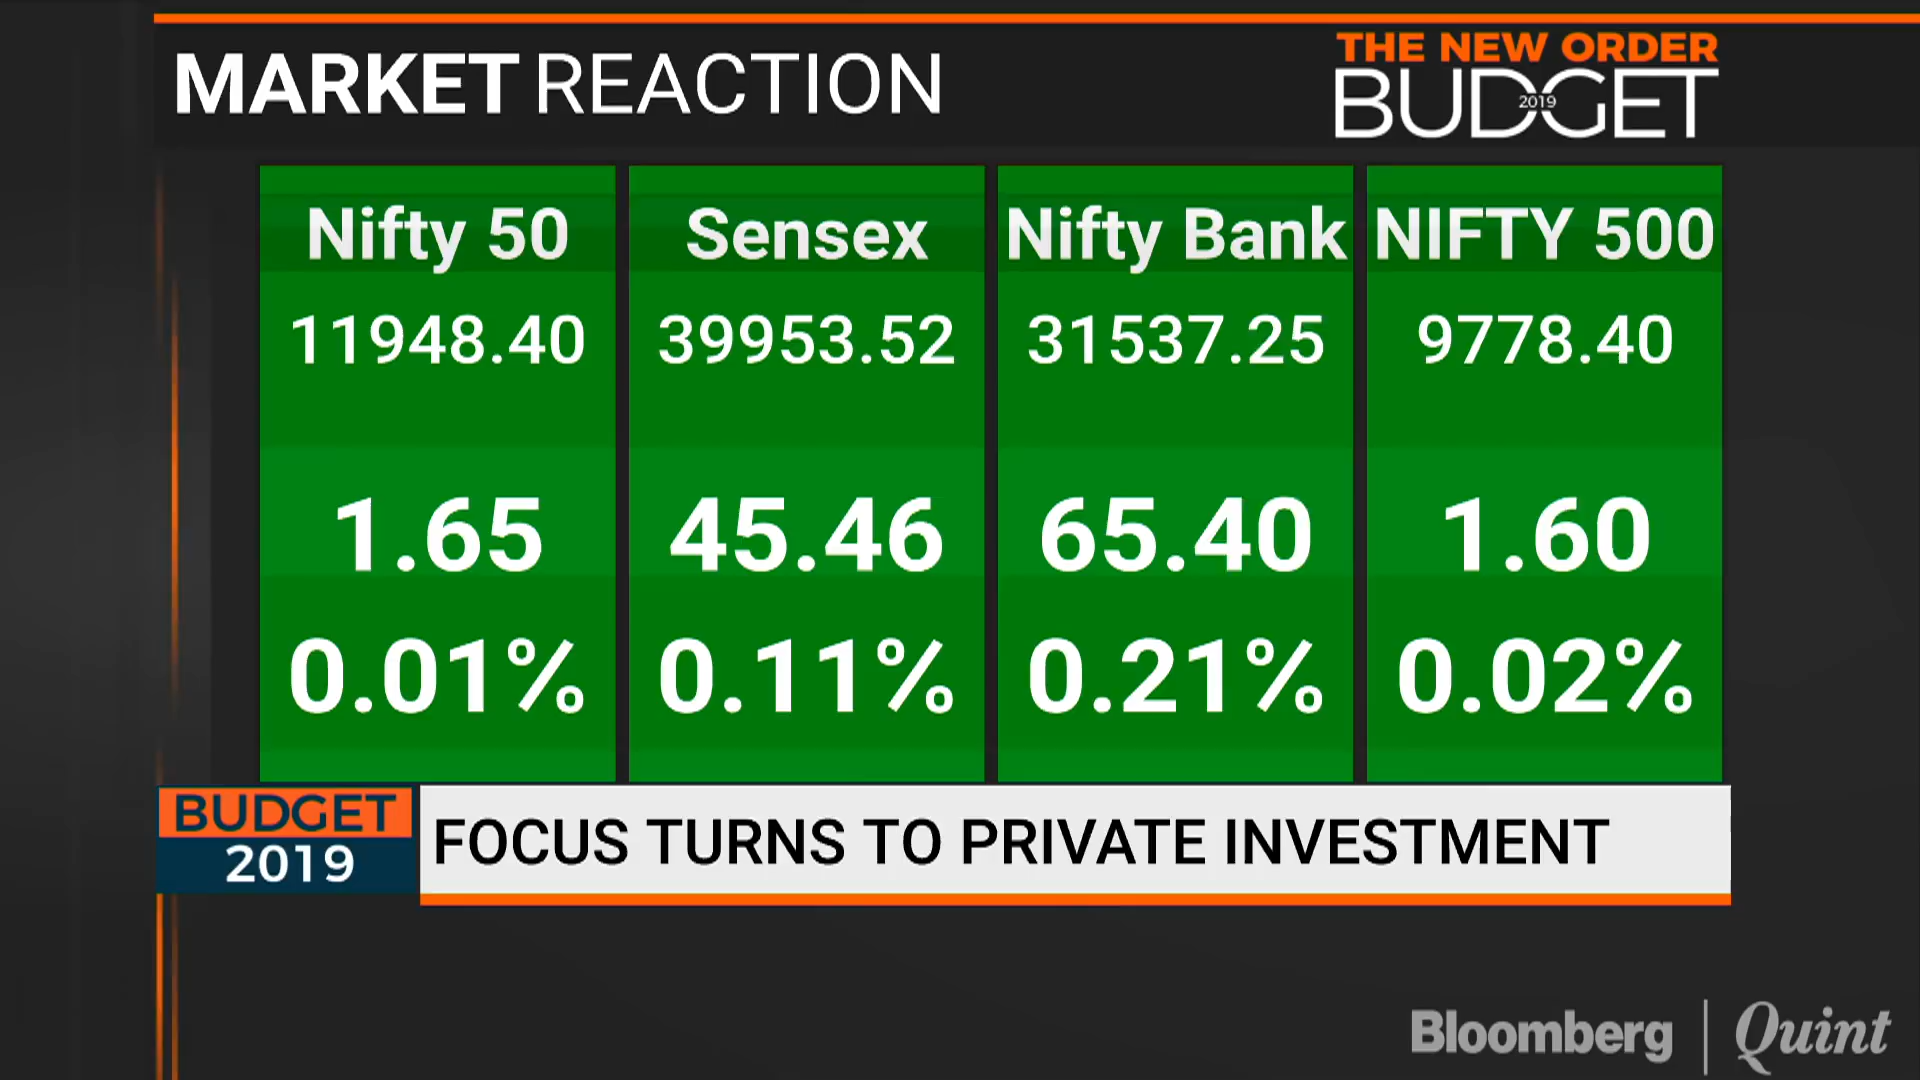 MARKET REACTION
THE NEW ORDER
BUDGET
2019
Nifty 50 Sensex Nifty Bank NIFTY 500
11948.40 39953.52 31537.25 9778.40
1.65 45.46 65.40 1.60
0.01% 0.11% 0.21% 0.02%
BUDGET
2019
FOCUS TURNS TO PRIVATE INVESTMENT
Bloomberg | Quint